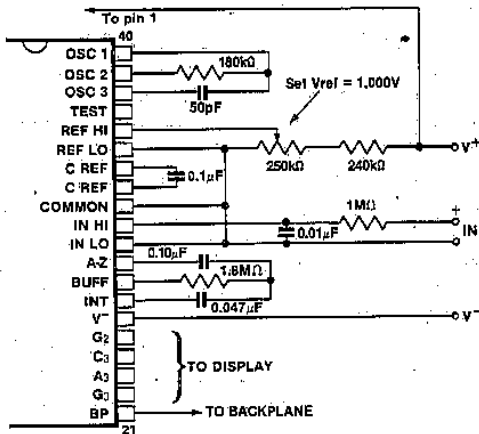 To pin 1
40
OSC 1
180kΩ
OSC 2
OSC 3
50pF
Set Vref = 1.000V
TEST
REF HI
REF LO
V+
250kΩ
240kΩ
C REF
0.1μF
C REF
COMMON
1MΩ
IN HI
+
0.01μF
IN
IN LO
-
0.10μF
A-Z
BUFF
1.8MΩ
INT
0.047μF
V-
V-
G2
C3
TO DISPLAY
A3
G3
BP
TO BACKPLANE
21